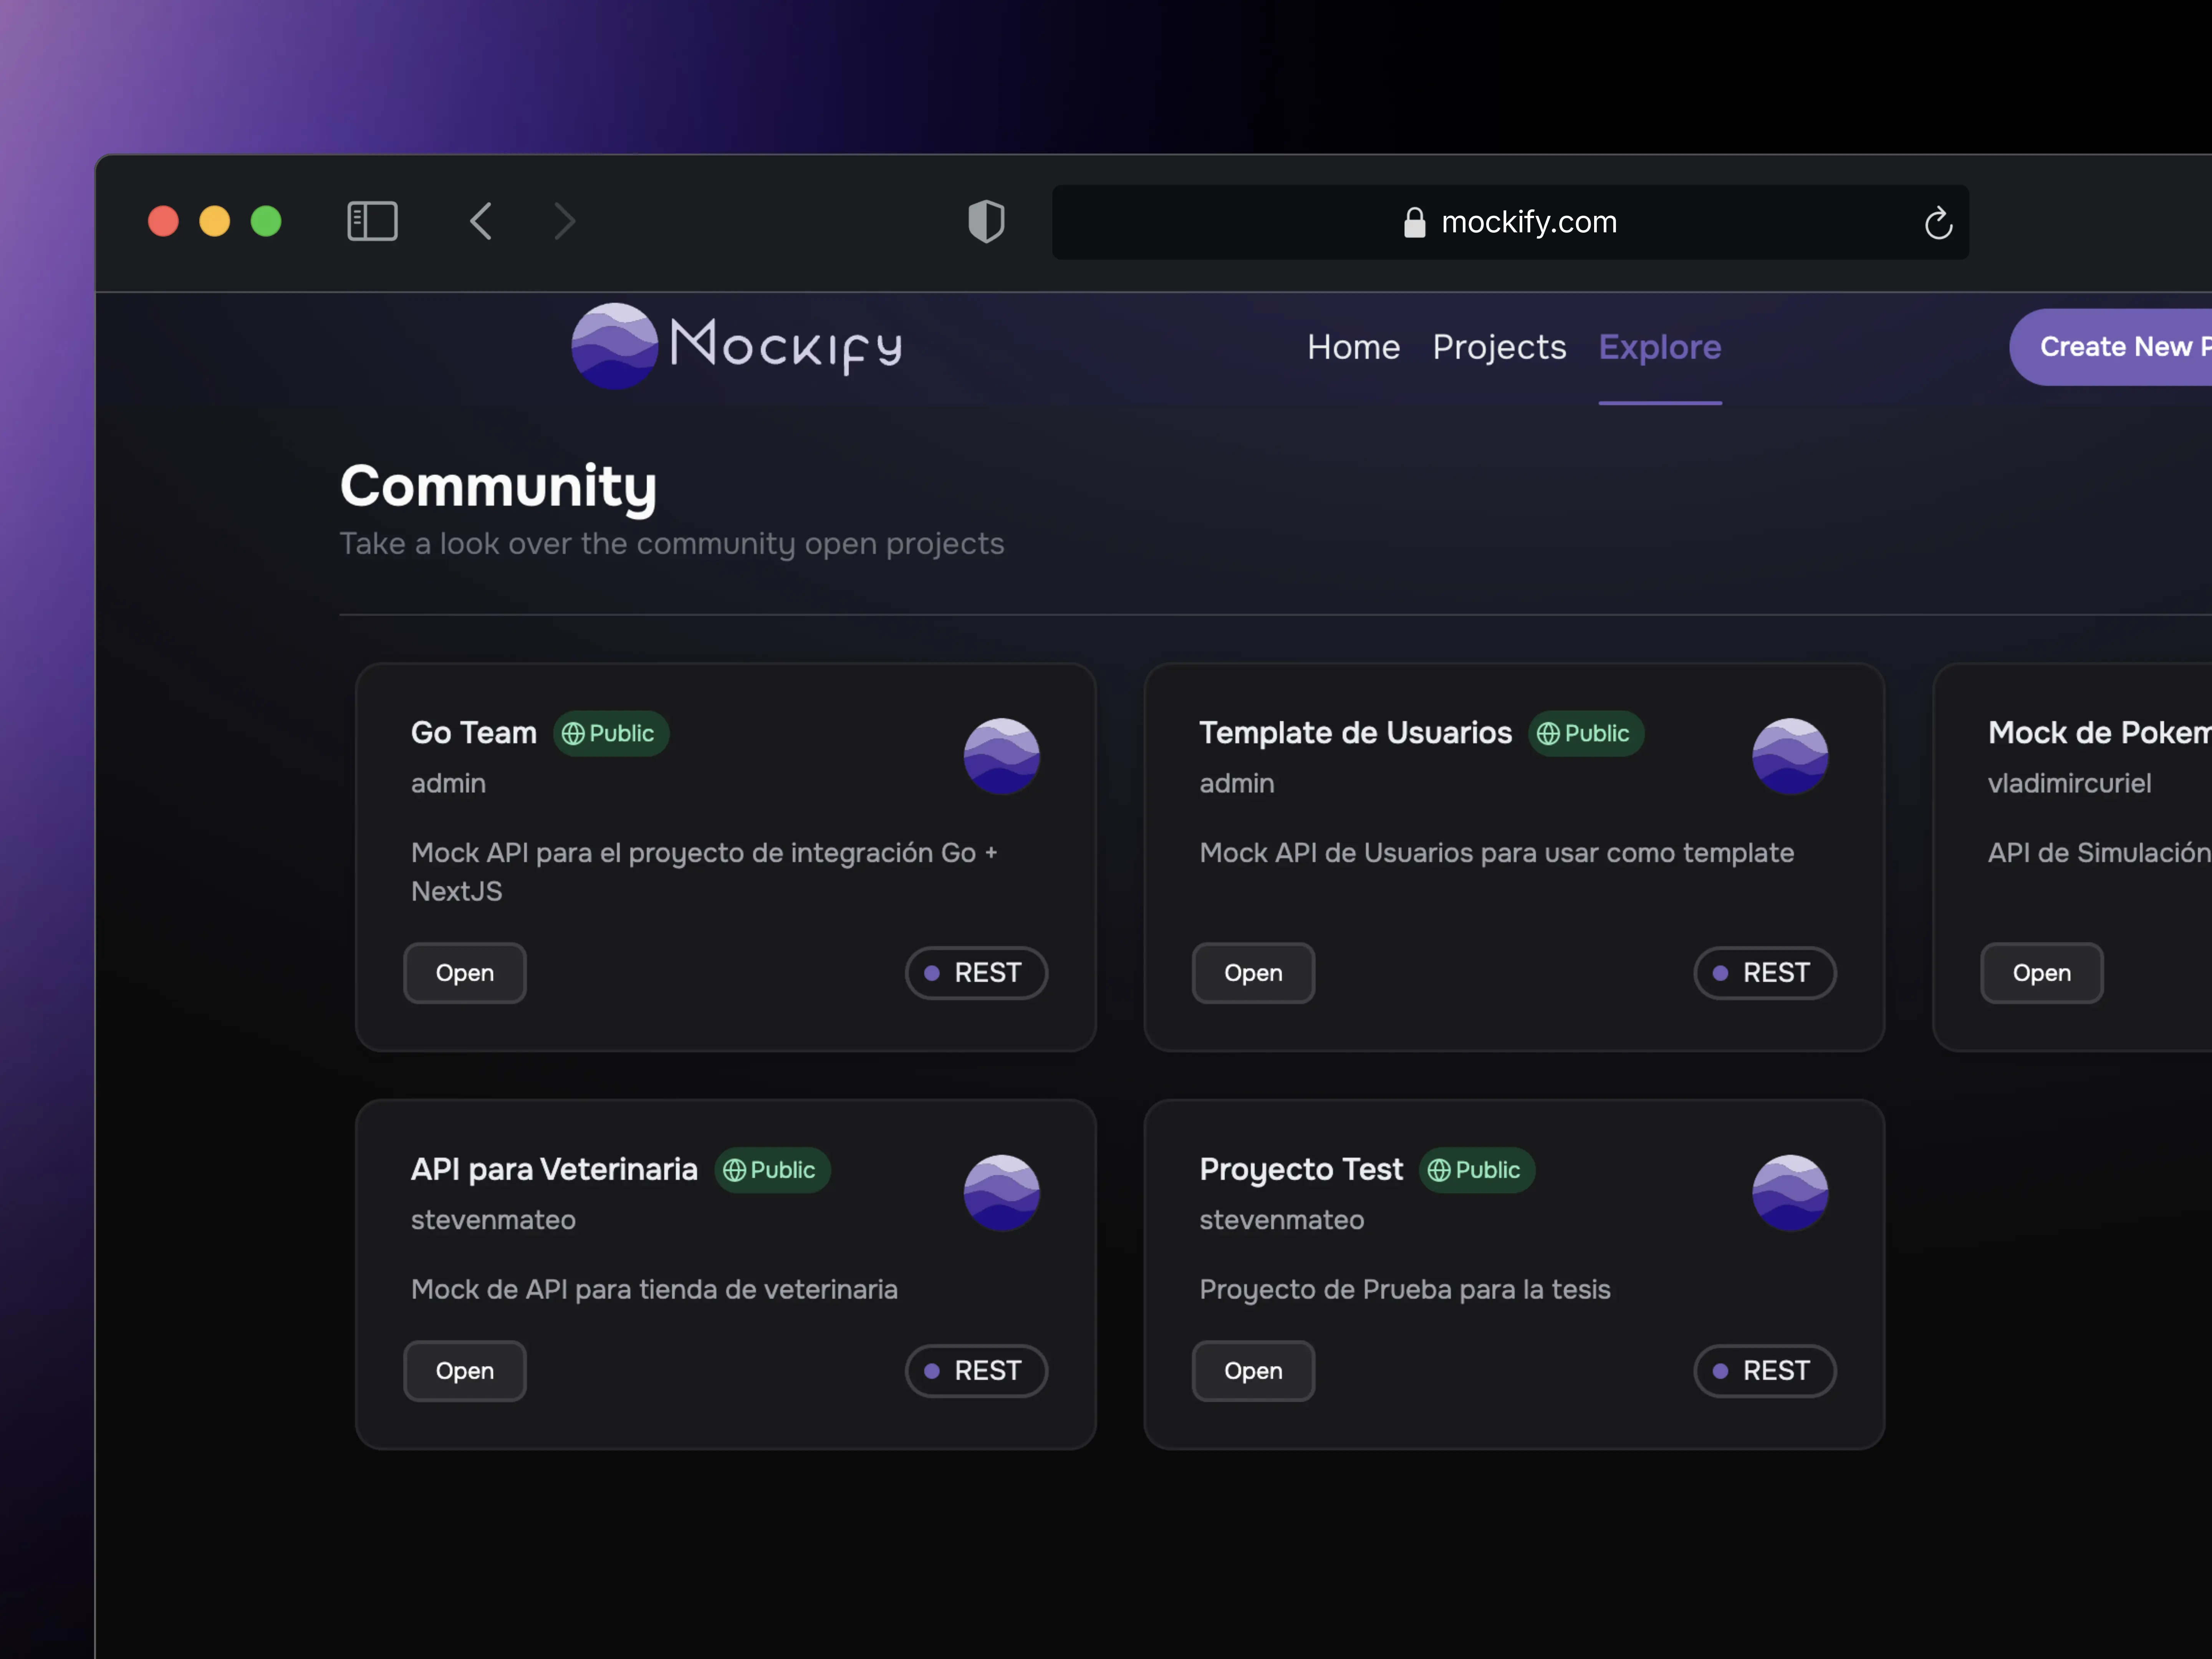 mockify.com
Mockify
Home Projects Explore
Create New
Community
Take a look over the community open projects
Go Team Public
admin
Mock API para el proyecto de integración Go +
NextJS
Open REST
Template de Usuarios Public
admin
Mock API de Usuarios para usar como template
Open REST
Mock de
vladimircuriel
API de Simulación
Open
API para Veterinaria Public
stevenmateo
Mock de API para tienda de veterinaria
Open REST
Proyecto Test Public
stevenmateo
Proyecto de Prueba para la tesis
Open REST